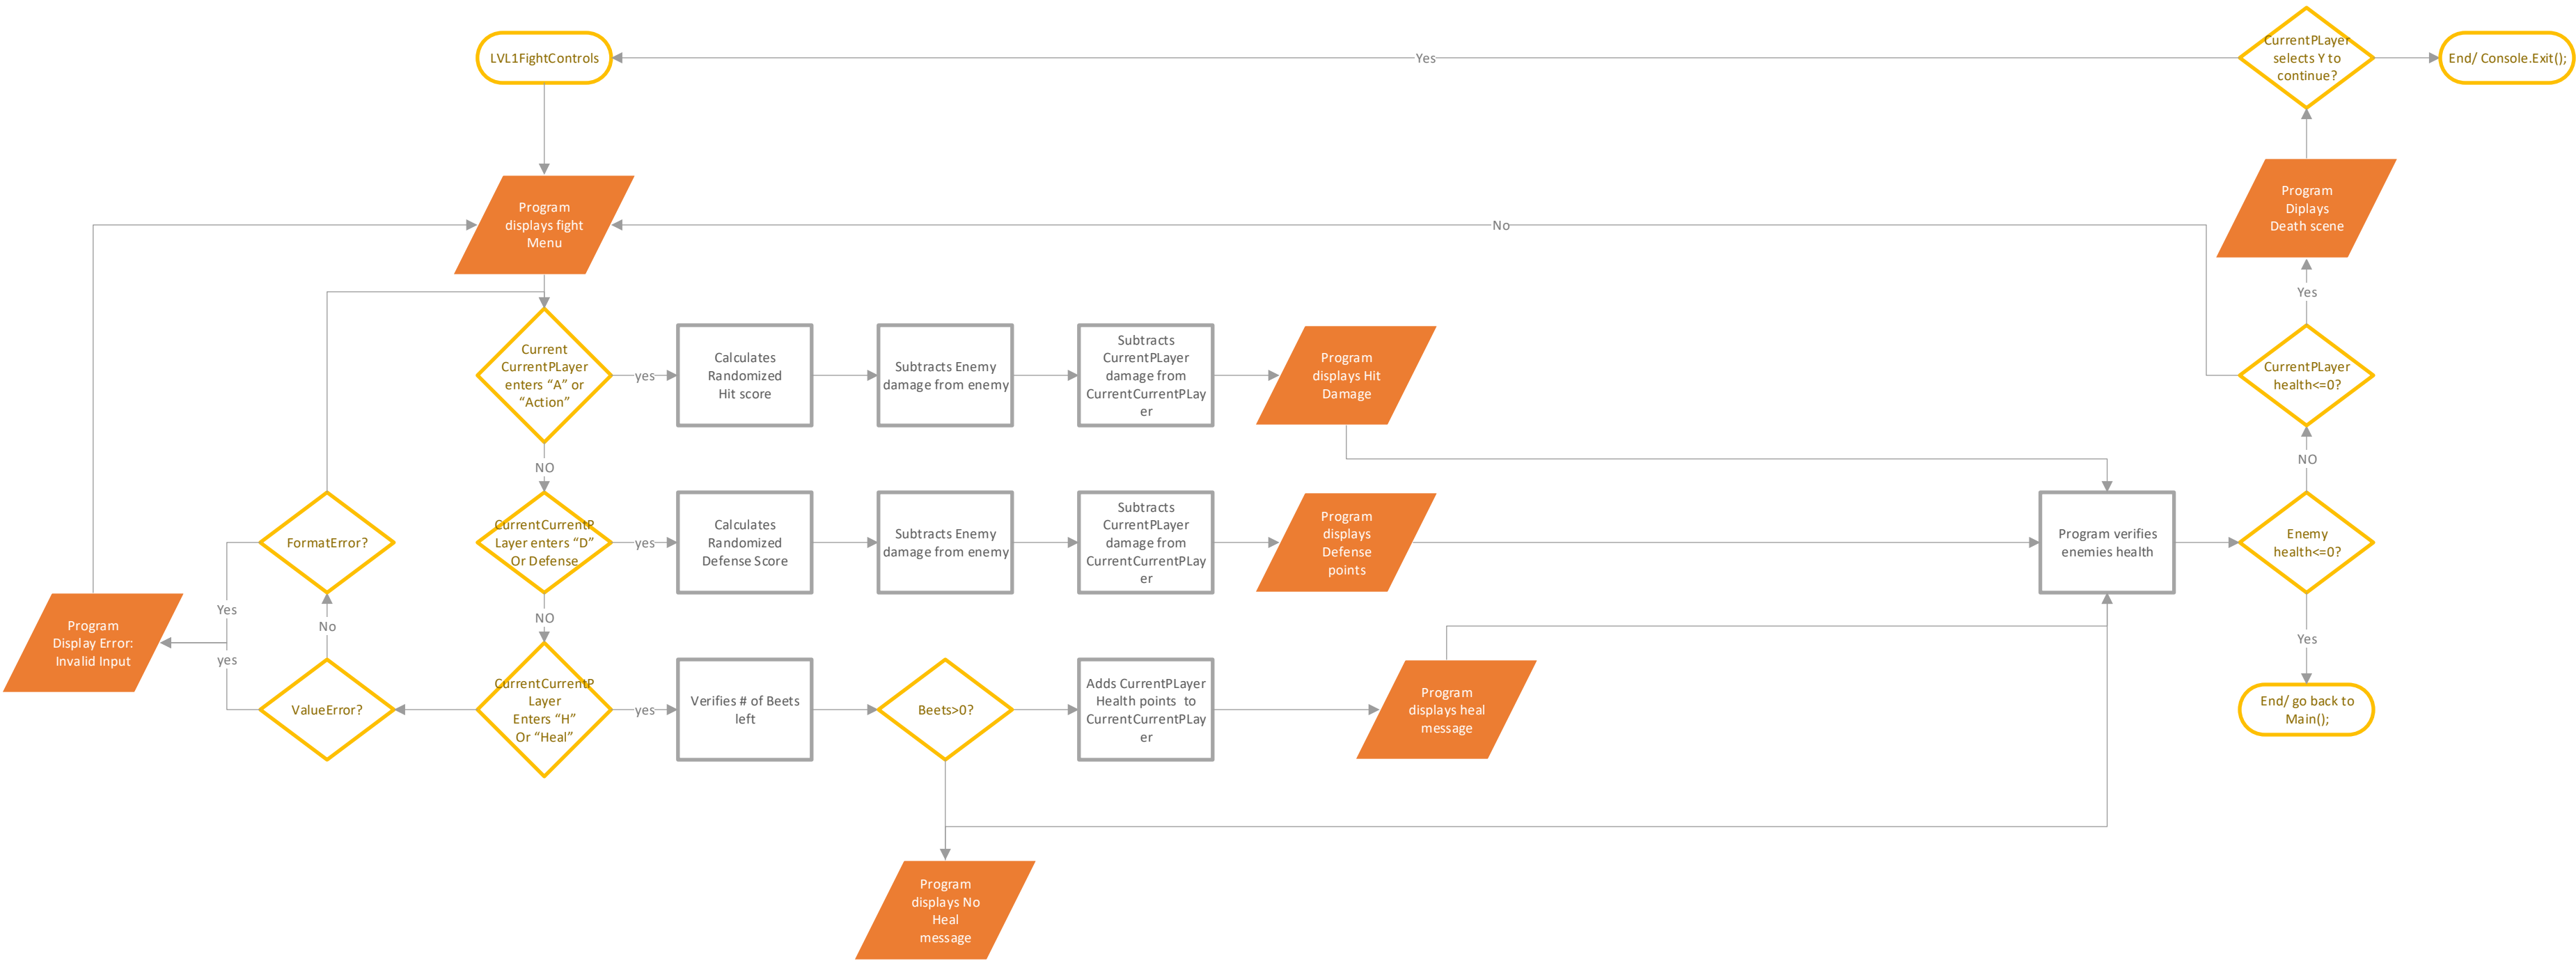 LVL1FightControls
Yes
CurrentPLayer
selects Y to
continue?
End/ Console.Exit();
Program
displays fight
Menu
No
Program
Diplays
Death scene
Yes
Current
CurrentPLayer
enters “A” or
“Action”
yes
Calculates
Randomized
Hit score
Subtracts Enemy
damage from enemy
Subtracts
CurrentPLayer
damage from
CurrentCurrentPLay
er
Program
displays Hit
Damage
CurrentPLayer
health<=0?
NO
NO
FormatError?
CurrentCurrentP
Layer enters “D”
Or Defense
yes
Calculates
Randomized
Defense Score
Subtracts Enemy
damage from enemy
Subtracts
CurrentPLayer
damage from
CurrentCurrentPLay
er
Program
displays
Defense
points
Program verifies
enemies health
Enemy
health<=0?
Yes
No
NO
Yes
Program
Display Error:
Invalid Input
yes
ValueError?
CurrentCurrentP
Layer
Enters “H”
Or “Heal”
yes
Verifies # of Beets
left
Beets>0?
Adds CurrentPLayer
Health points  to
CurrentCurrentPLay
er
Program
displays heal
message
End/ go back to
Main();
Program
displays No
Heal
message